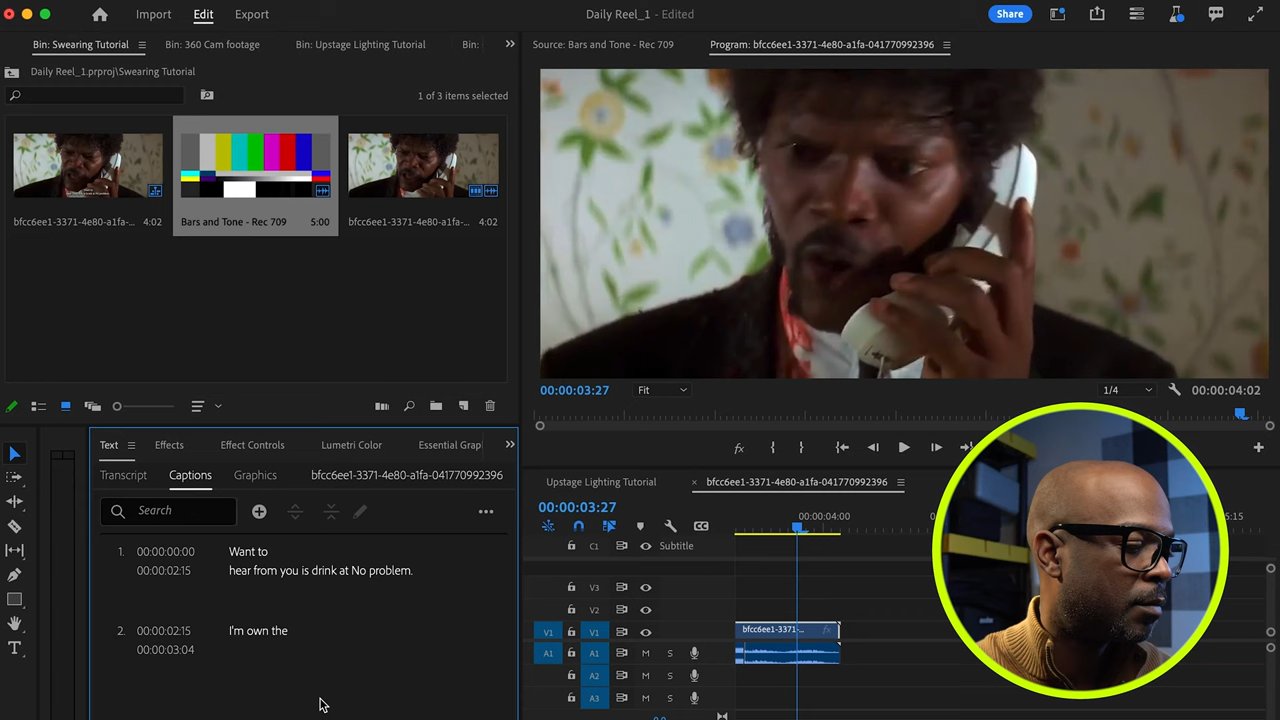 Import
Edit
Export
Daily Reel_1 - Edited
Share
Bin: Swearing Tutorial
Bin: 360 Cam footage
Bin: Upstage Lighting Tutorial
Bin:
Source: Bars and Tone - Rec 709
Program: bfcc6ee1-3371-4e80-a1fa-041770992396
Daily Reel_1.prproj\Swearing Tutorial
1 of 3 items selected
bfcc6ee1-3371-4e80-a1fa-... 4:02
Bars and Tone - Rec 709 5:00
bfcc6ee1-3371-4e80-a1fa-... 4:02
00:00:03:27
Fit
1/4
00:00:04:02
Text
Effects
Effect Controls
Lumetri Color
Essential Grap
Transcript
Captions
Graphics
bfcc6ee1-3371-4e80-a1fa-041770992396
Search
1. 00:00:00:00 Want to
00:00:02:15 hear from you is drink at No problem.
2. 00:00:02:15 I'm own the
00:00:03:04
Upstage Lighting Tutorial
× bfcc6ee1-3371-4e80-a1fa-041770992396
00:00:03:27
00:00:04:00
5:15
C1 Subtitle
V3
V2
V1 V1 bfcc6ee1-3371-... fx
A1 A1 M S
A2 M S
A3 M S
0.0